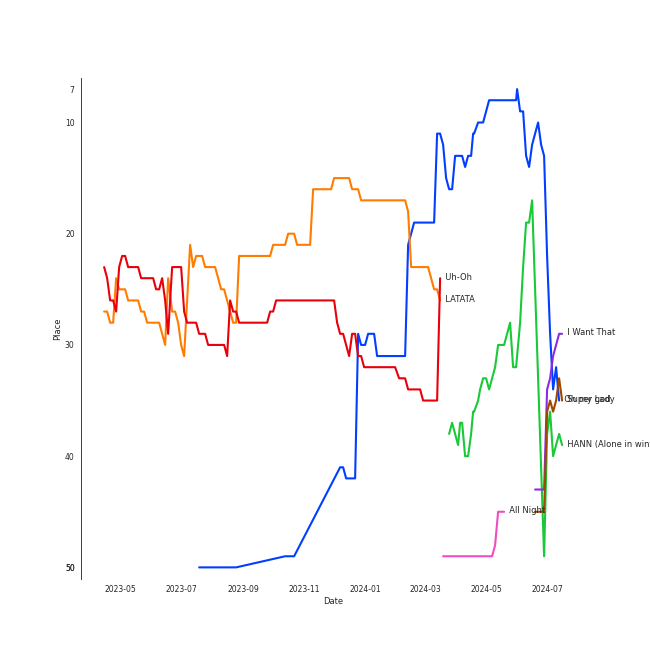 7
10
20
30
40
50
Place
Uh-Oh
LATATA
I Want That
Super Lady
HANN (Alone in win
All Night
2023-05
2023-07
2023-09
2023-11
2024-01
2024-03
2024-05
2024-07
Date